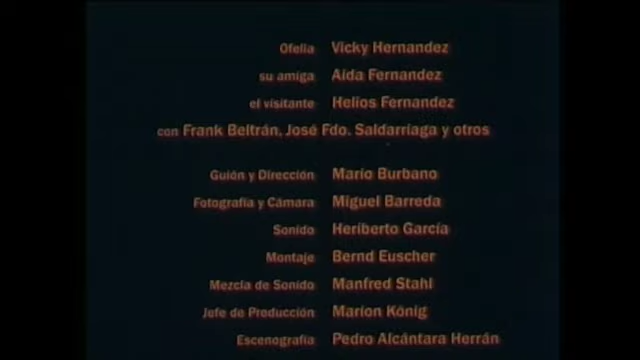 Ofelia Vicky Hernandez
su amiga Aida Fernandez
el visitante Helios Fernandez
con Frank Beltrán, José Fdo. Saldarriaga y otros
Guión y Dirección Mario Burbano
Fotografía y Cámara Miguel Barreda
Sonido Heriberto García
Montaje Bernd Euscher
Mezcla de Sonido Manfred Stahl
Jefe de Producción Marion König
Escenografía Pedro Alcántara Herrán